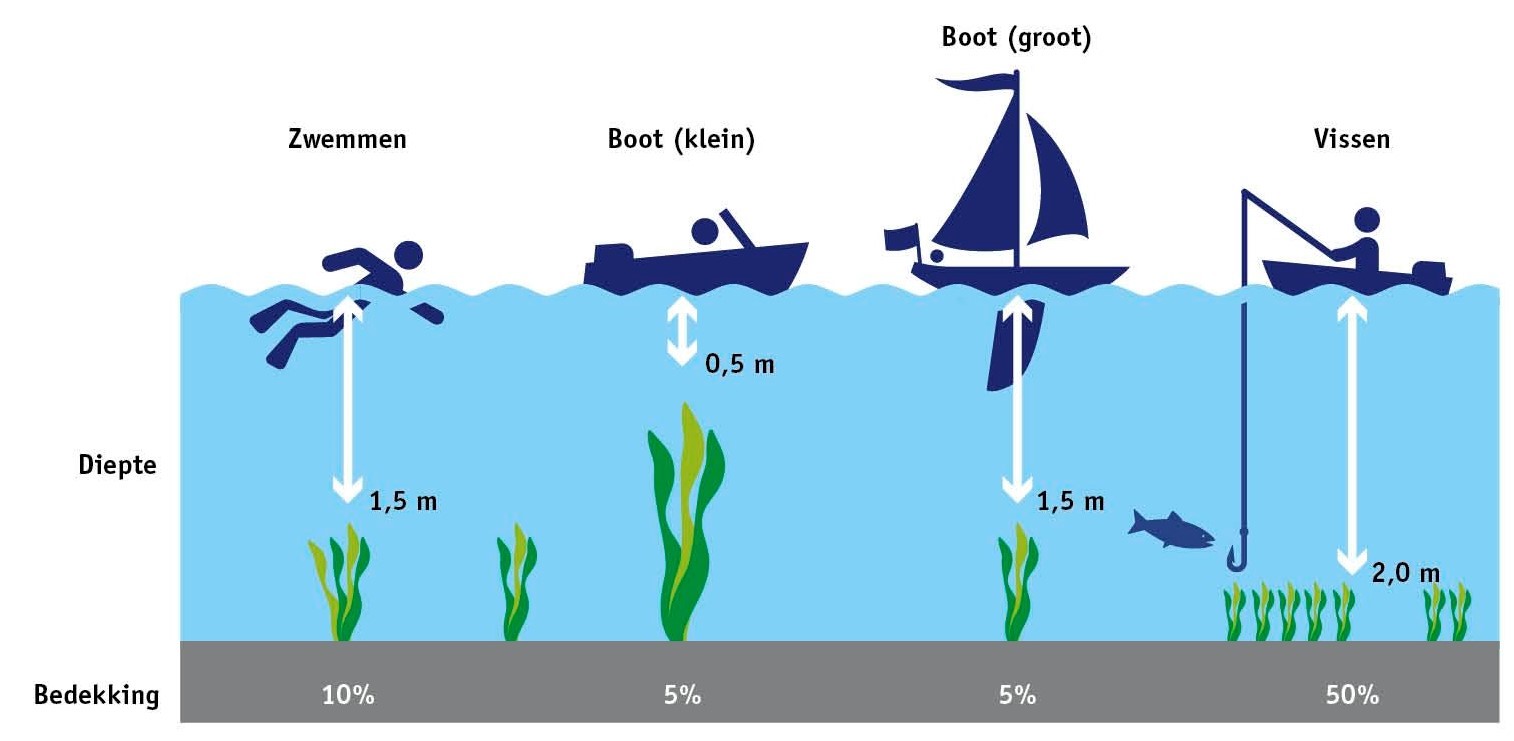 Boot (groot)
Zwemmen
Boot (klein)
Vissen
0,5 m
Diepte
1,5 m
1,5 m
2,0 m
Bedekking
10%
5%
5%
50%